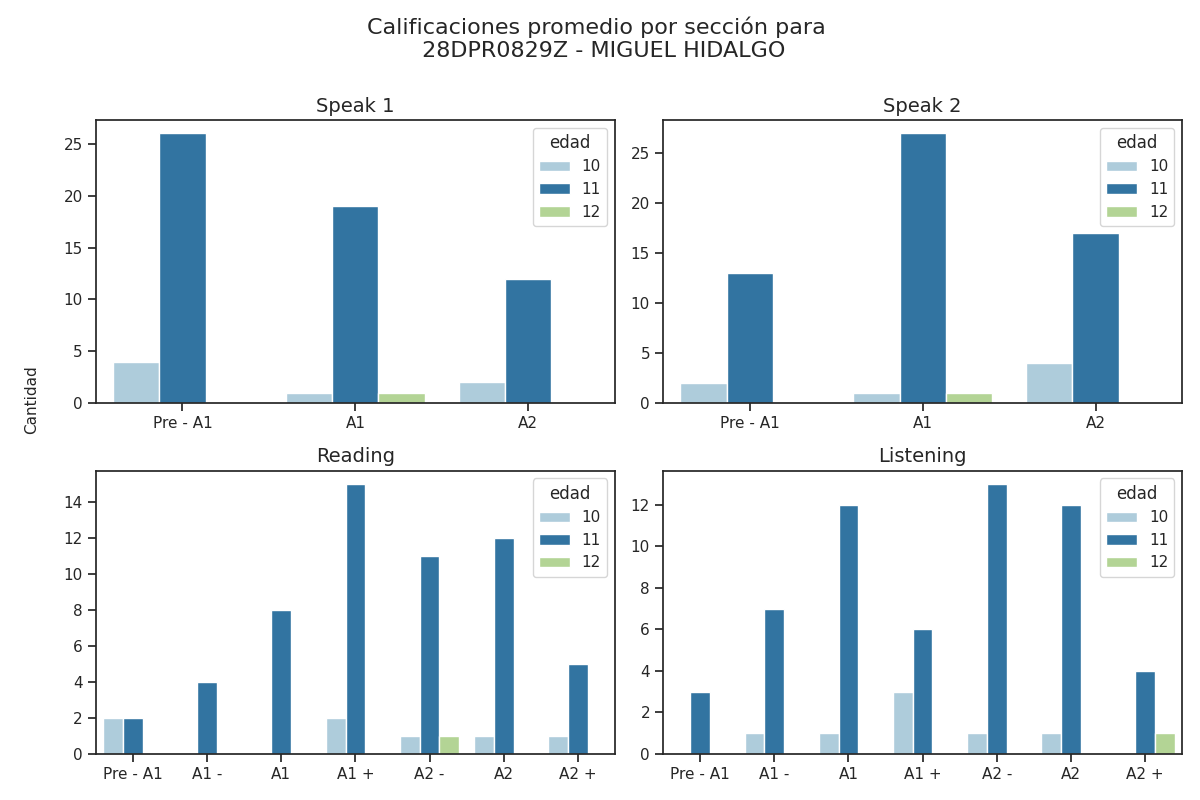 Calificaciones promedio por sección para
28DPR0829Z - MIGUEL HIDALGO
Cantidad
Speak 1
25
20
15
10
5
0
Pre - A1 A1 A2
edad
10
11
12
Speak 2
25
20
15
10
5
0
Pre - A1 A1 A2
edad
10
11
12
Reading
14
12
10
8
6
4
2
0
Pre - A1 A1 - A1 A1 + A2 - A2 A2 +
edad
10
11
12
Listening
12
10
8
6
4
2
0
Pre - A1 A1 - A1 A1 + A2 - A2 A2 +
edad
10
11
12